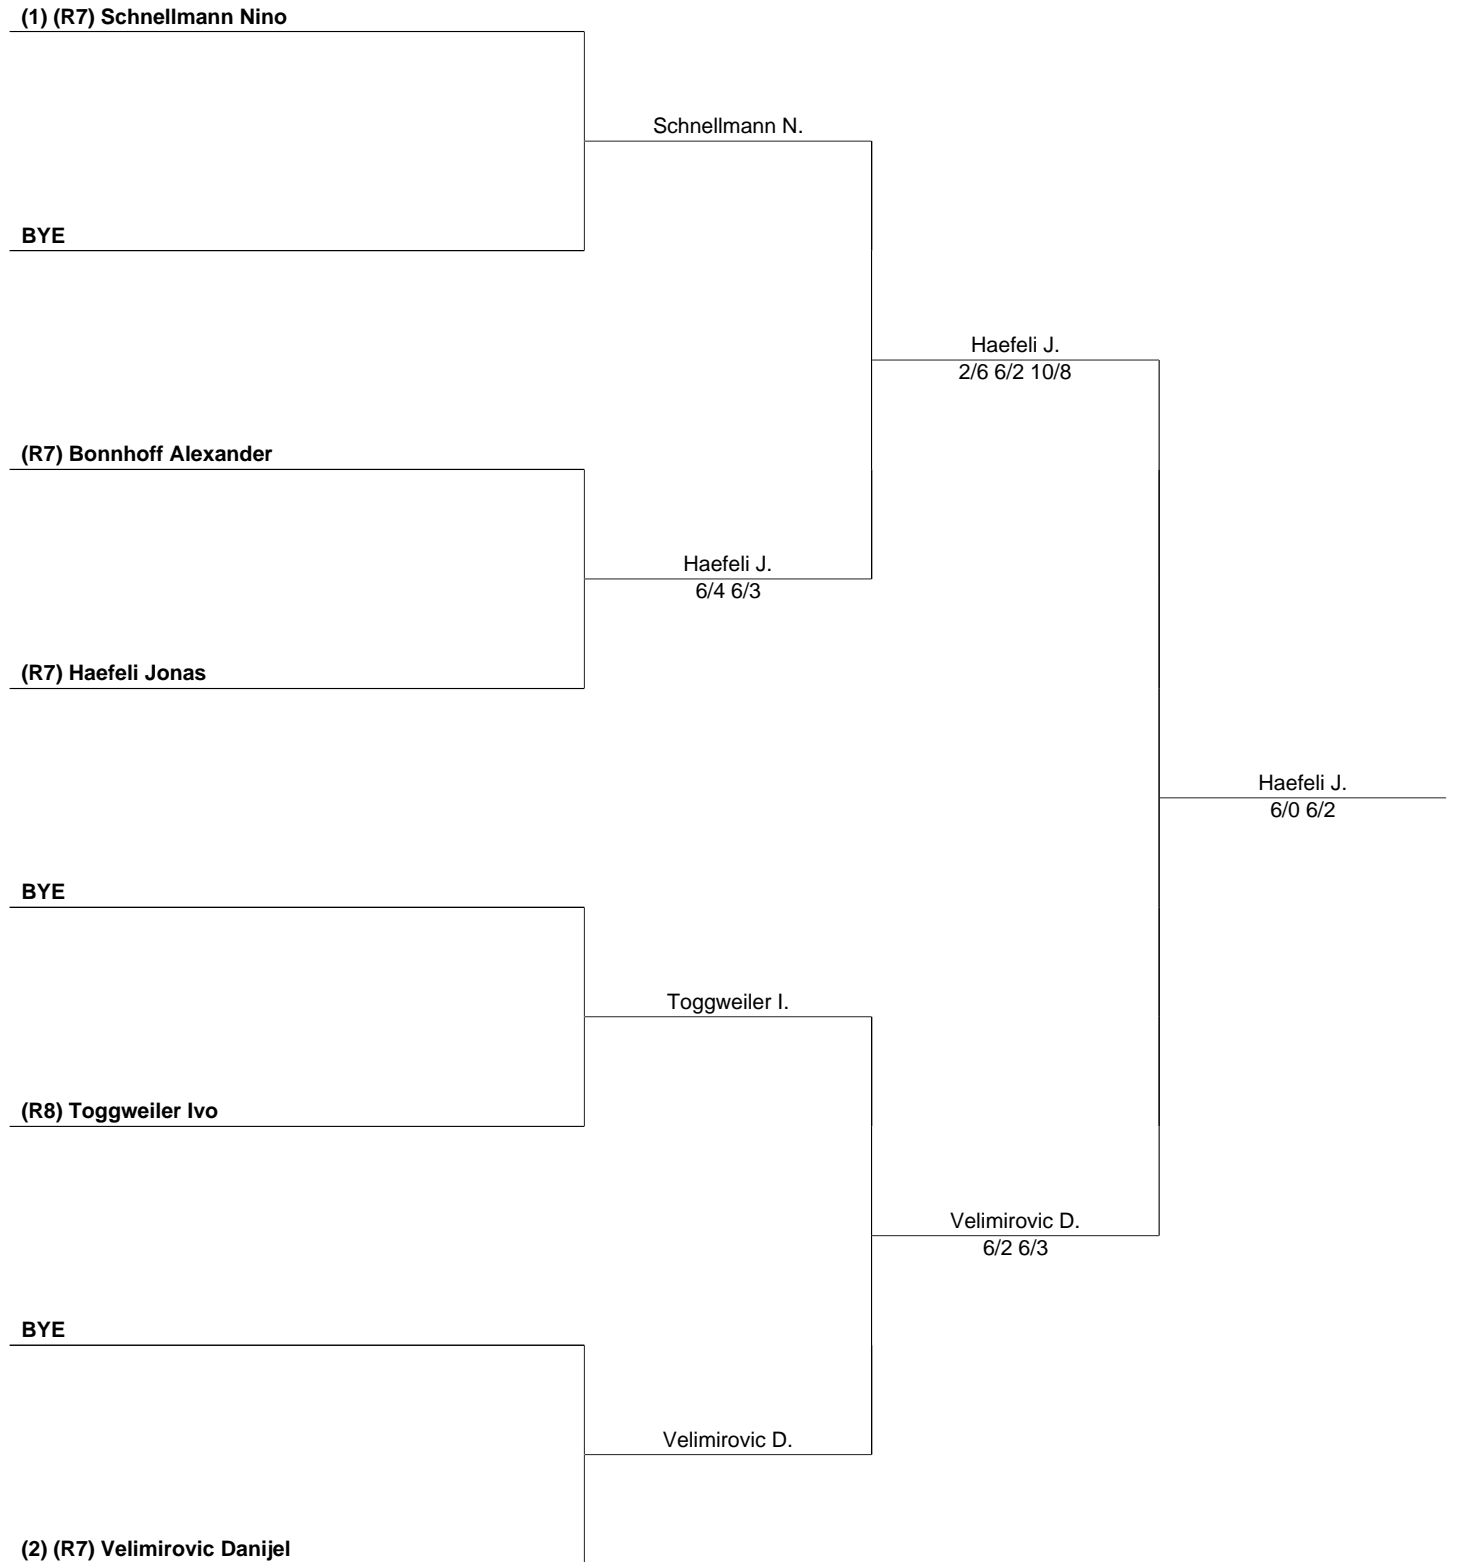 (1) (R7) Schnellmann Nino
Schnellmann N.
BYE
Haefeli J.
2/6 6/2 10/8
(R7) Bonnhoff Alexander
Haefeli J.
6/4 6/3
(R7) Haefeli Jonas
Haefeli J.
6/0 6/2
BYE
Toggweiler I.
(R8) Toggweiler Ivo
Velimirovic D.
6/2 6/3
BYE
Velimirovic D.
(2) (R7) Velimirovic Danijel